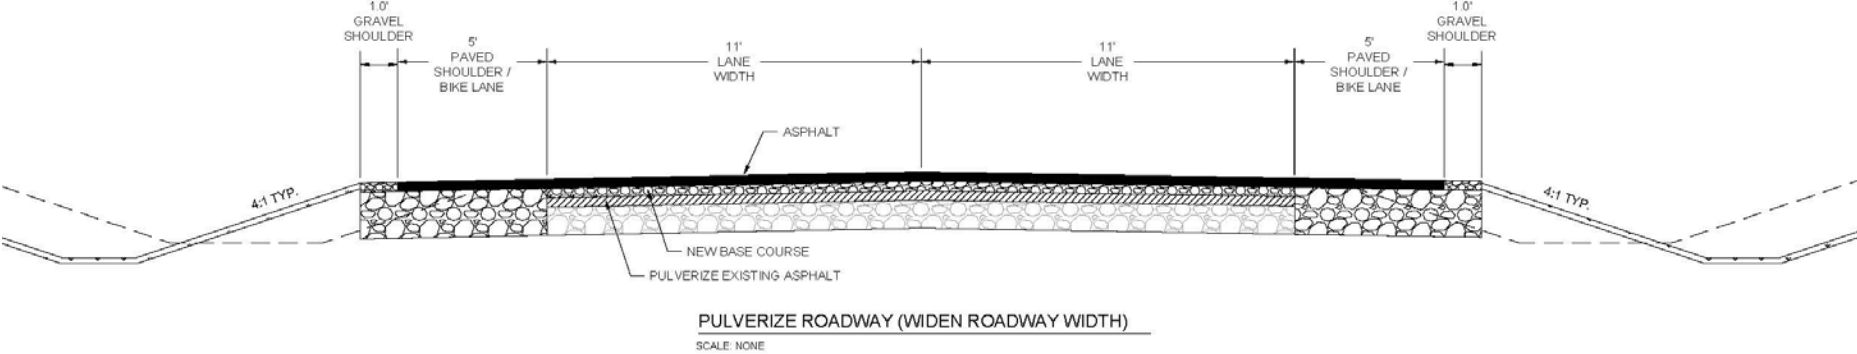 1.0'
GRAVEL
SHOULDER
5'
PAVED
SHOULDER /
BIKE LANE
11'
LANE
WIDTH
11'
LANE
WIDTH
5'
PAVED
SHOULDER /
BIKE LANE
1.0'
GRAVEL
SHOULDER
ASPHALT
4:1 TYP.
4:1 TYP.
NEW BASE COURSE
PULVERIZE EXISTING ASPHALT
PULVERIZE ROADWAY (WIDEN ROADWAY WIDTH)
SCALE: NONE